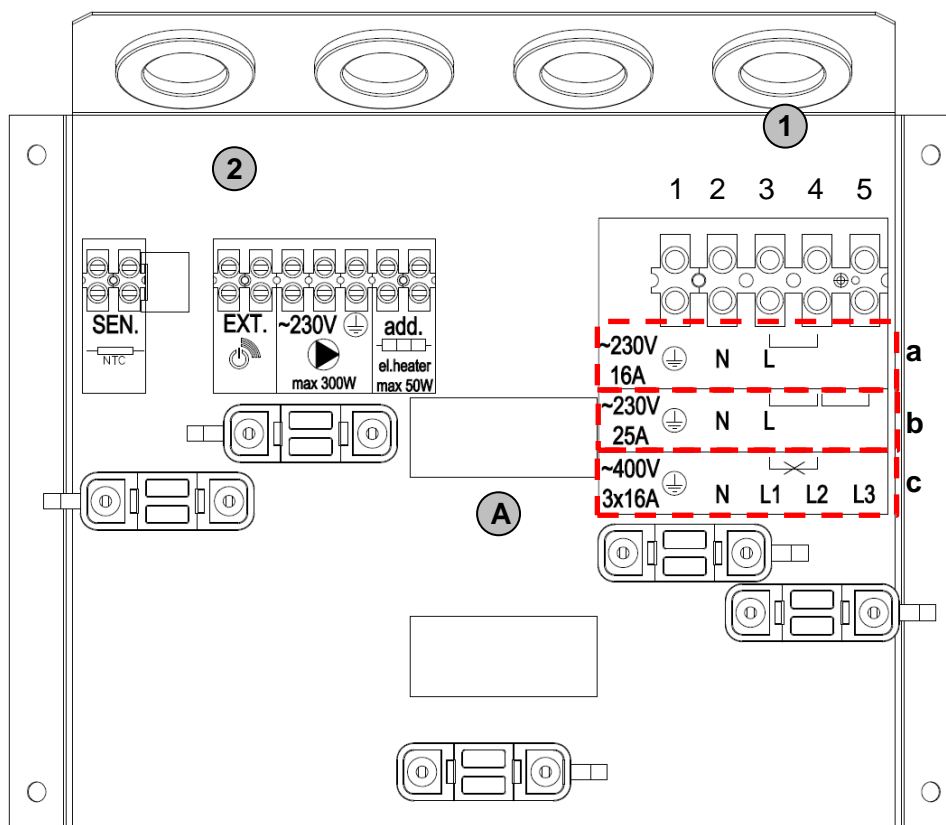 1
2
1 2 3 4 5
SEN.
NTC
EXT.
~230V
max 300W
add.
el.heater
max 50W
~230V
16A
N L
a
~230V
25A
N L
b
~400V
3x16A
N L1 L2 L3
c
A